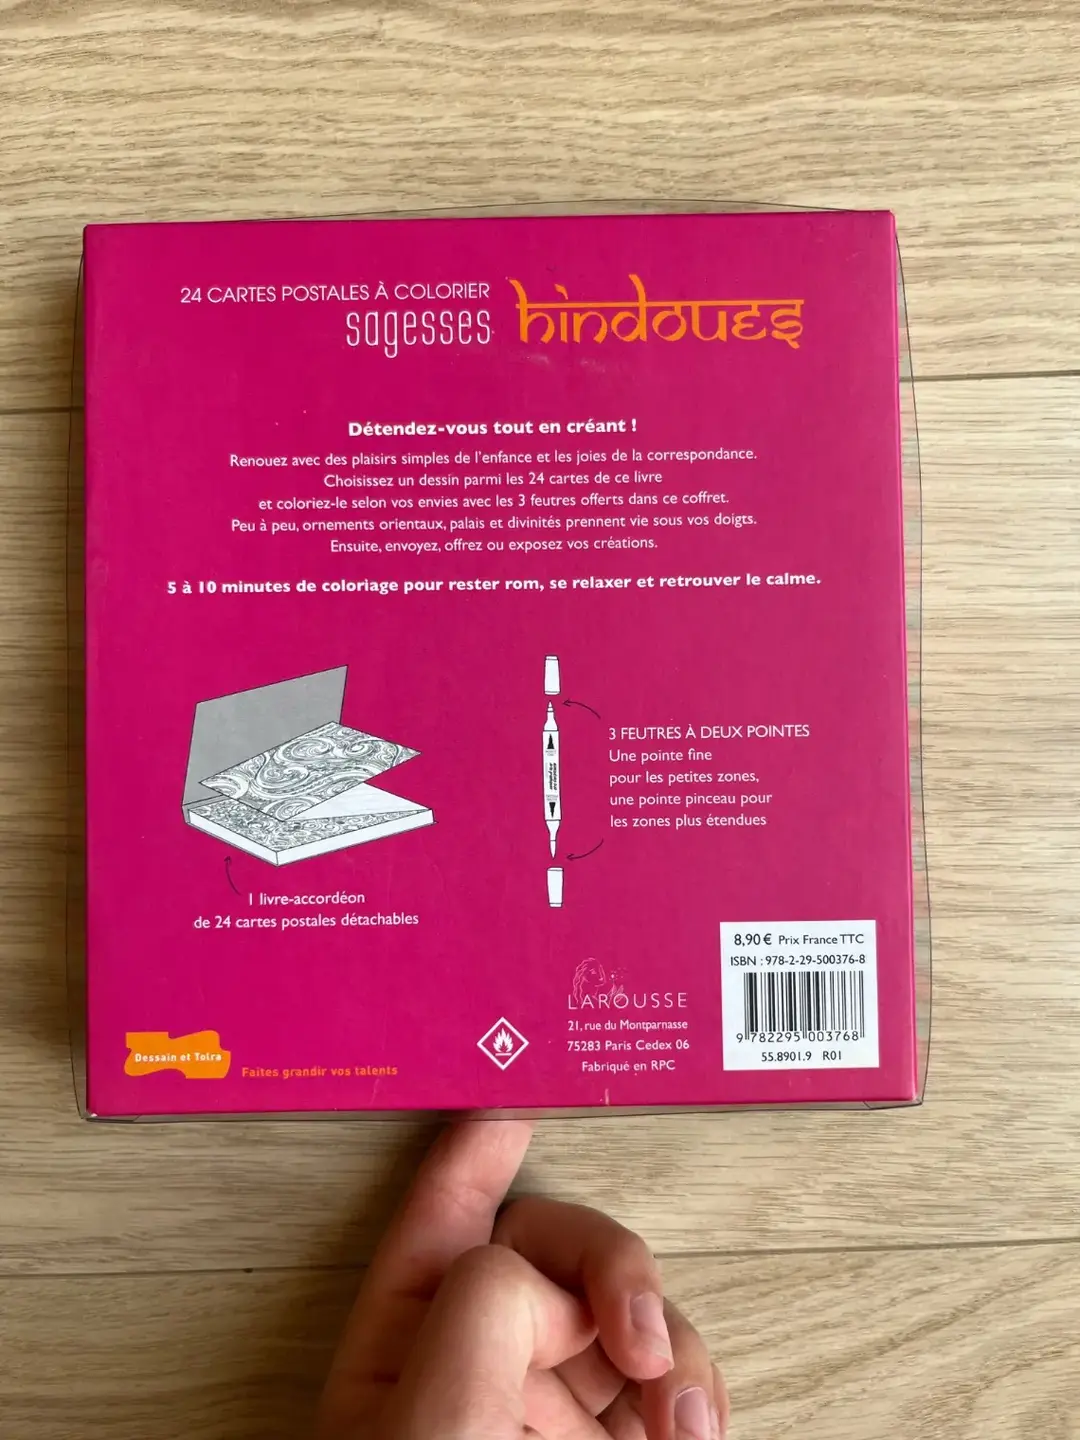 24 CARTES POSTALES À COLORIER
sagesses hindoues
Détendez-vous tout en créant !
Renouez avec des plaisirs simples de l'enfance et les joies de la correspondance.
Choisissez un dessin parmi les 24 cartes de ce livre
et coloriez-le selon vos envies avec les 3 feutres offerts dans ce coffret.
Peu à peu, ornements orientaux, palais et divinités prennent vie sous vos doigts.
Ensuite, envoyez, offrez ou exposez vos créations.
5 à 10 minutes de coloriage pour rester rom, se relaxer et retrouver le calme.
3 FEUTRES À DEUX POINTES
Une pointe fine
pour les petites zones,
une pointe pinceau pour
les zones plus étendues
1 livre-accordéon
de 24 cartes postales détachables
8,90 € Prix France TTC
ISBN : 978-2-29-500376-8
9 782295 003768
55.8901.9 R01
LAROUSSE
21, rue du Montparnasse
75283 Paris Cedex 06
Fabriqué en RPC
Dessain et Tolra
Faites grandir vos talents